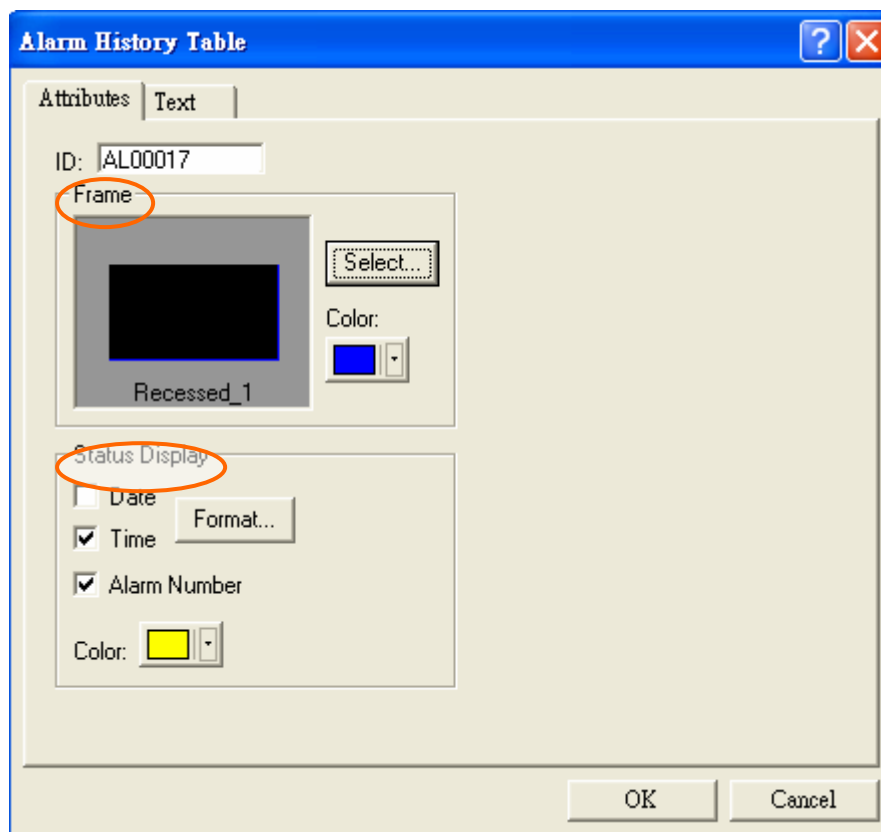 Alarm History Table
Attributes Text
ID: AL00017
Frame
Select...
Color:
Recessed_1
Status Display
Date
Format...
Time
Alarm Number
Color:
OK Cancel